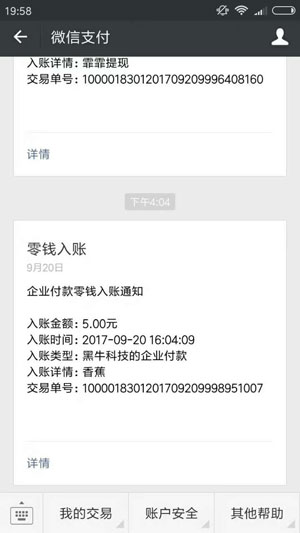 19:58
微信支付
入账详情: 霏霏提现
交易单号: 1000018301201709209996408160
详情
下午4:04
零钱入账
9月20日
企业付款零钱入账通知
入账金额: 5.00元
入账时间: 2017-09-20 16:04:09
入账类型: 黑牛科技的企业付款
入账详情: 香蕉
交易单号: 1000018301201709209998951007
详情
我的交易
账户安全
其他帮助